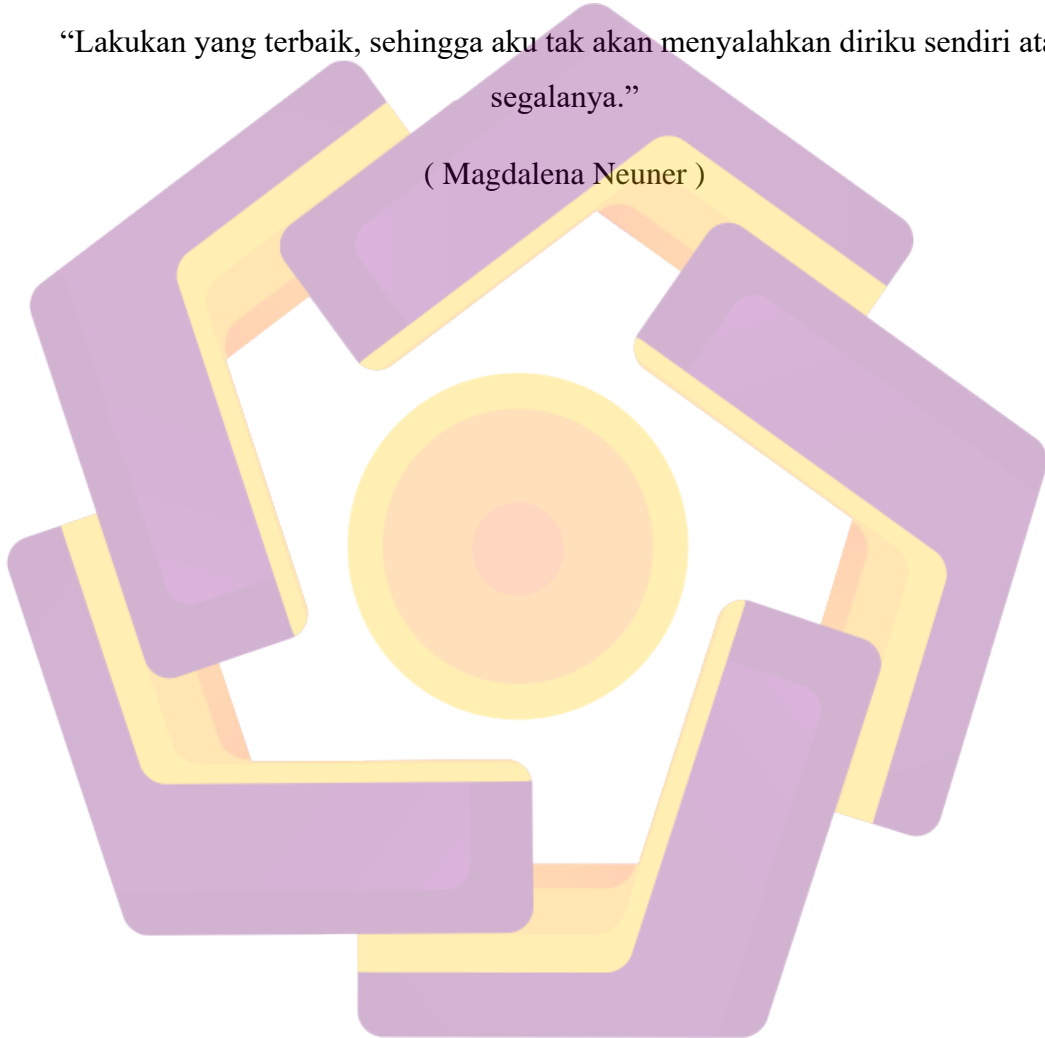 “Lakukan yang terbaik, sehingga aku tak akan menyalahkan diriku sendiri
segalanya.”
( Magdalena Neuner )